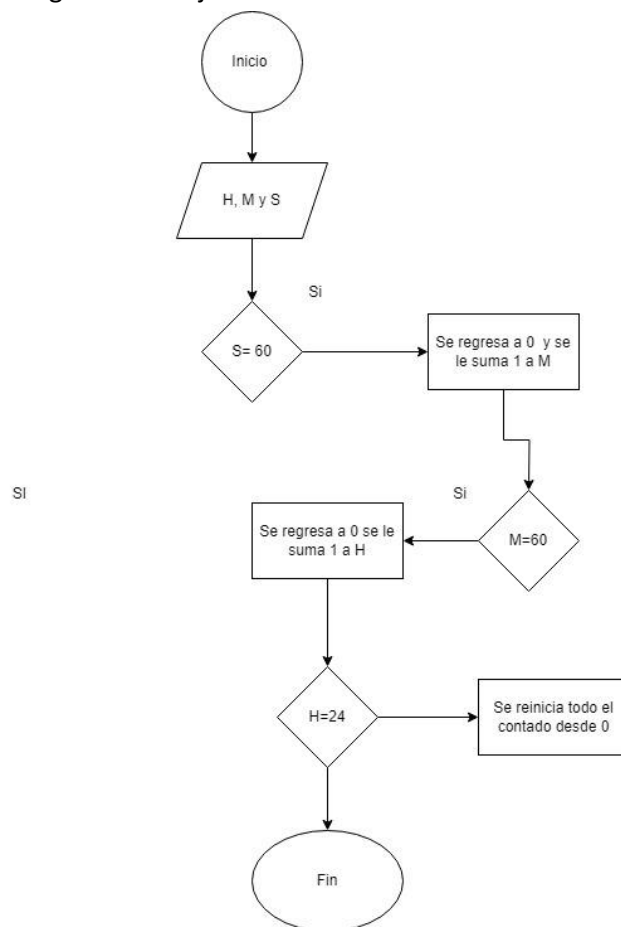 Inicio
H, M y S
Si
S= 60
Se regresa a 0 y se
le suma 1 a M
SI
Si
Se regresa a 0 se le
suma 1 a H
M=60
H=24
Se reinicia todo el
contado desde 0
Fin